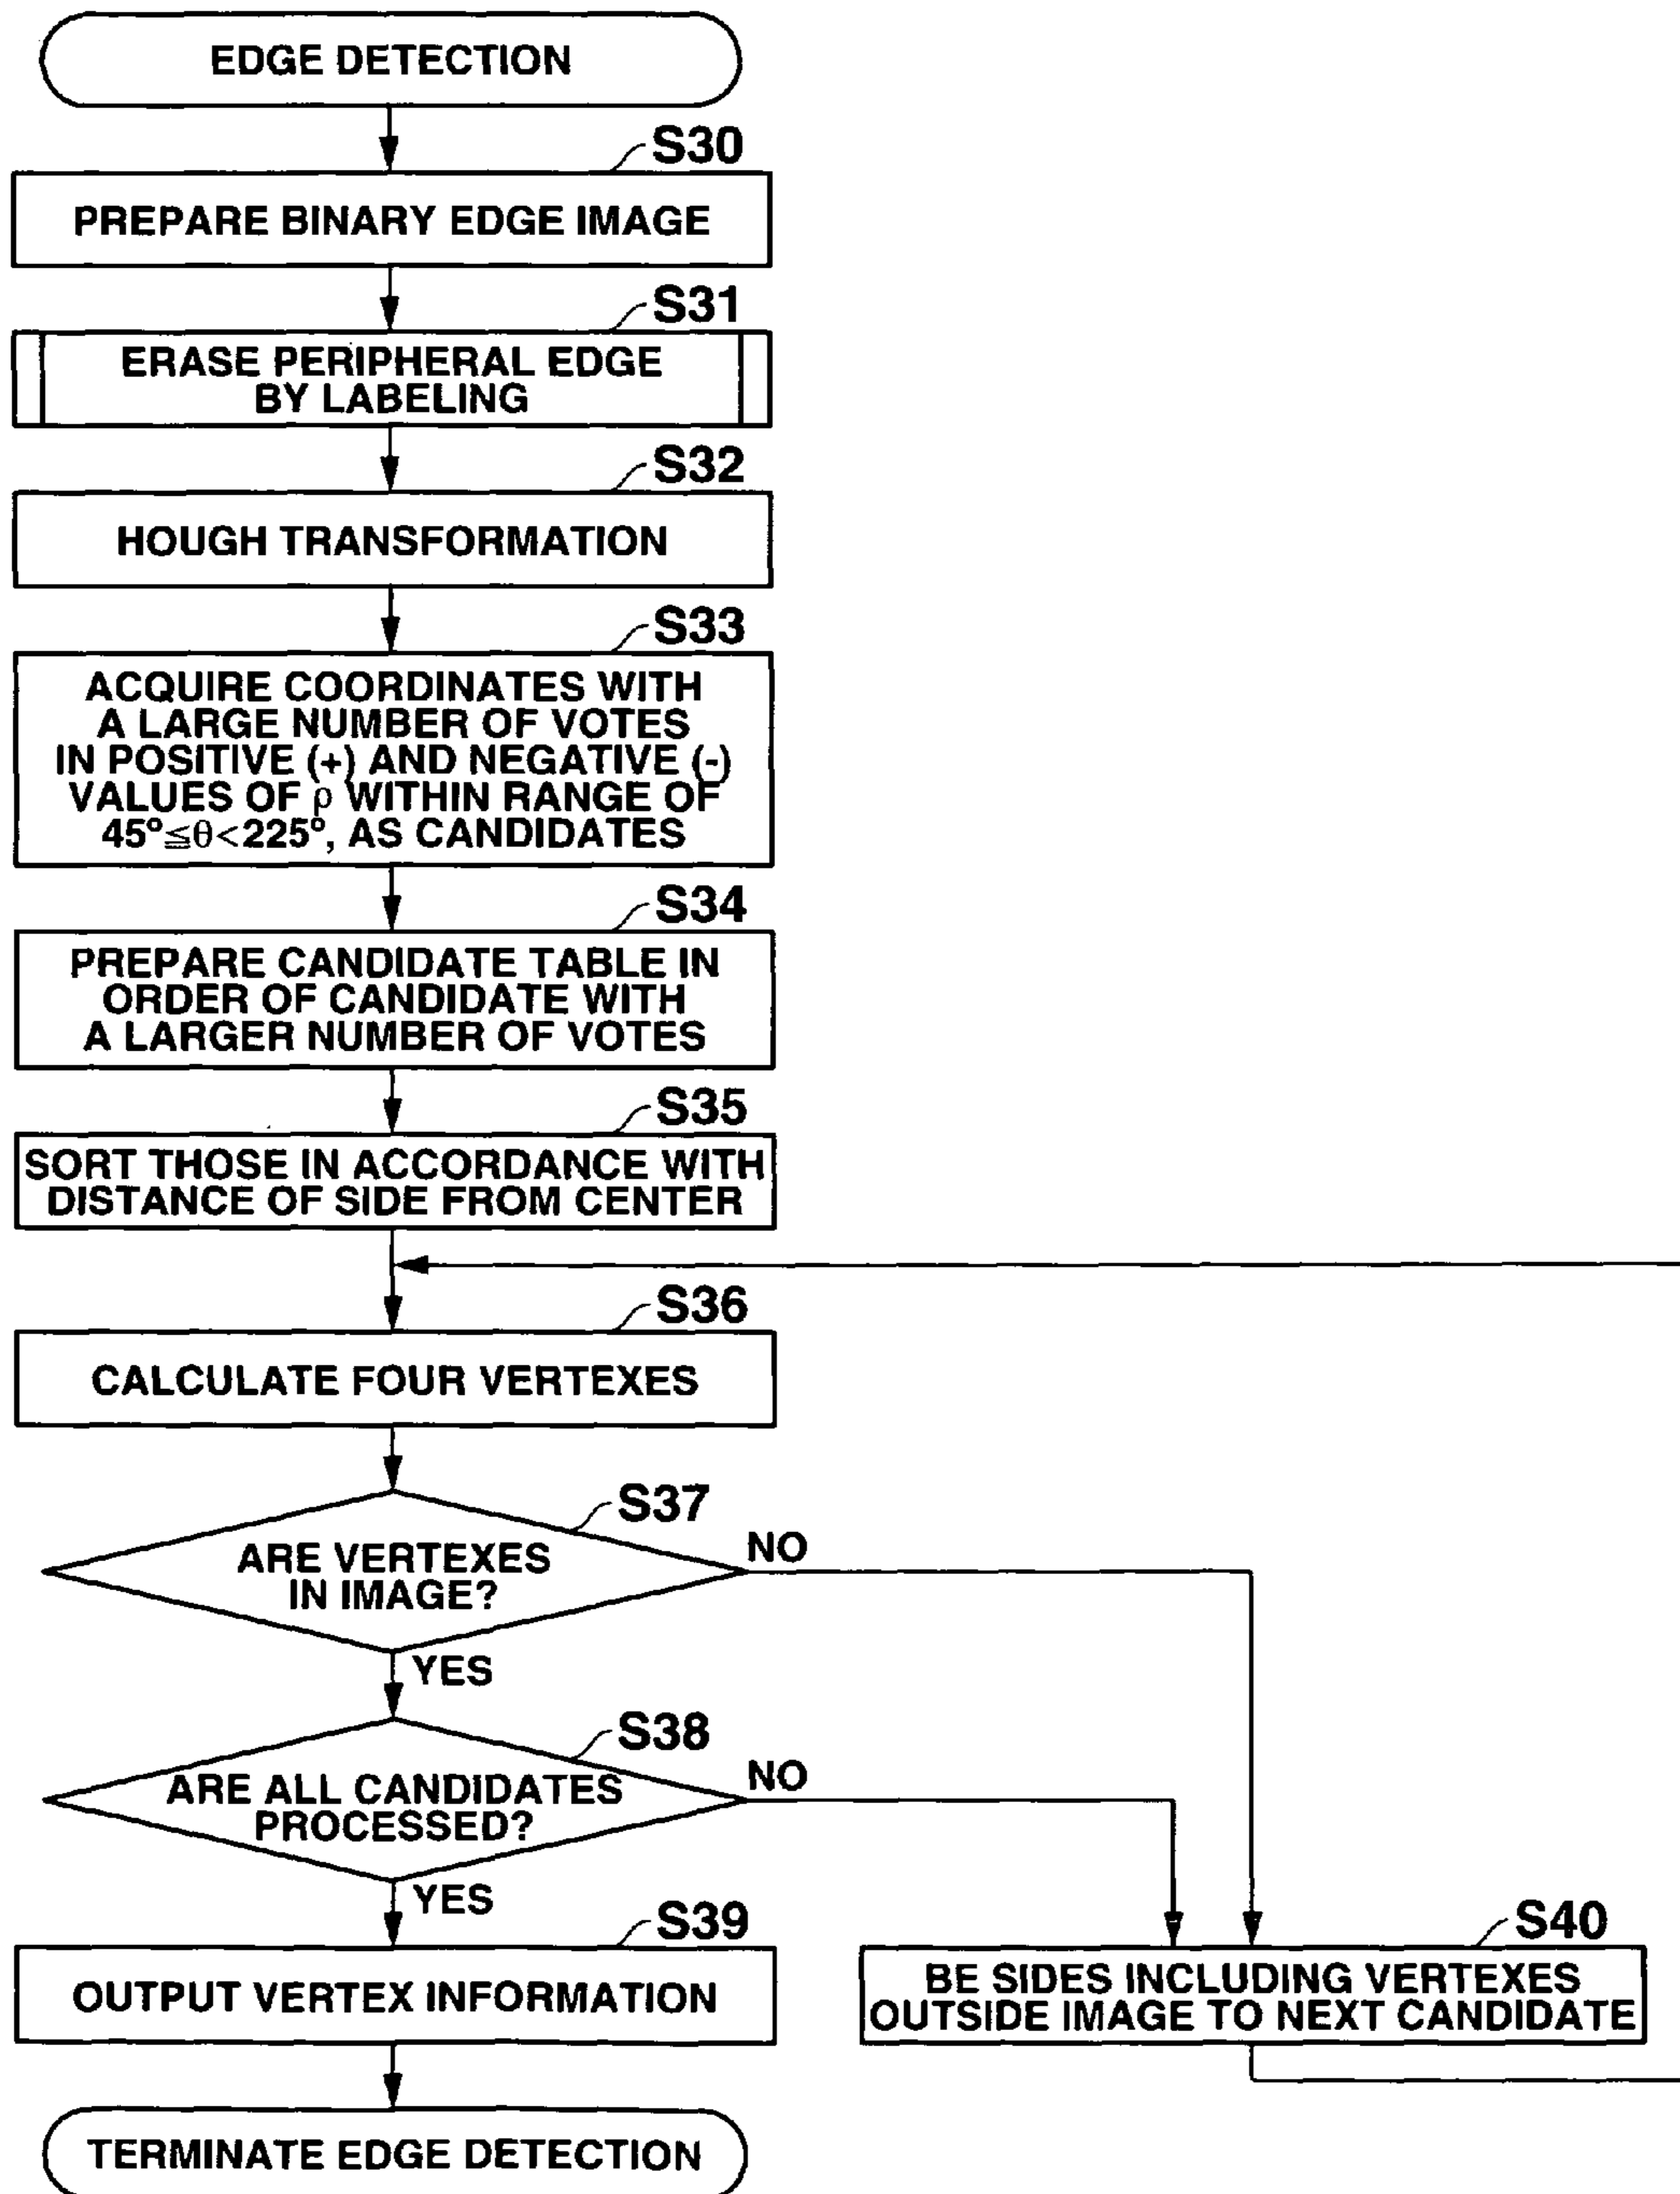 EDGE DETECTION
S30
PREPARE BINARY EDGE IMAGE
S31
ERASE PERIPHERAL EDGE
BY LABELING
S32
HOUGH TRANSFORMATION
S33
ACQUIRE COORDINATES WITH
A LARGE NUMBER OF VOTES
IN POSITIVE (+) AND NEGATIVE (-)
VALUES OF ρ WITHIN RANGE OF
45°≦θ<225°, AS CANDIDATES
S34
PREPARE CANDIDATE TABLE IN
ORDER OF CANDIDATE WITH
A LARGER NUMBER OF VOTES
S35
SORT THOSE IN ACCORDANCE WITH
DISTANCE OF SIDE FROM CENTER
S36
CALCULATE FOUR VERTEXES
S37
ARE VERTEXES
IN IMAGE?
NO
YES
S38
ARE ALL CANDIDATES
PROCESSED?
NO
YES
S39
OUTPUT VERTEX INFORMATION
S40
BE SIDES INCLUDING VERTEXES
OUTSIDE IMAGE TO NEXT CANDIDATE
TERMINATE EDGE DETECTION